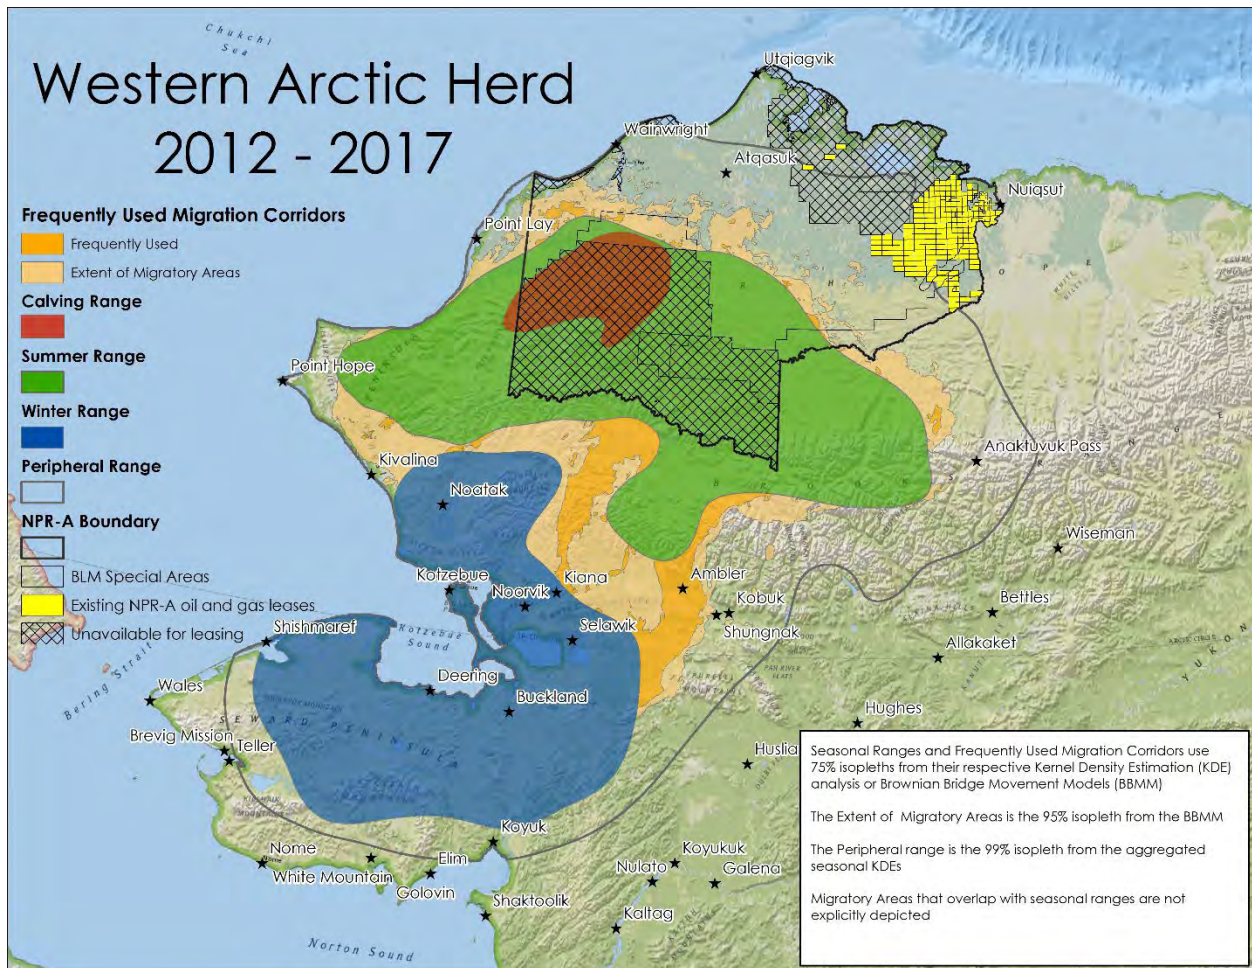 Chukchi
Sea
Western Arctic Herd
2012 - 2017
Frequently Used Migration Corridors
Frequently Used
Extent of Migratory Areas
Calving Range
Summer Range
Winter Range
Peripheral Range
NPR-A Boundary
BLM Special Areas
Existing NPR-A oil and gas leases
Unavailable for leasing
Utqiagvik
Wainwright
Atqasuk
Nuiqsut
Point Lay
Point Hope
Anaktuvuk Pass
Kivalina
Noatak
Wiseman
Kotzebue
Noorvik
Kiana
Ambler
Kobuk
Shungnak
Bettles
Selawik
Allakaket
Shishmaref
Kotzebue
Sound
Bering Strait
Deering
Buckland
Wales
Hughes
SEWARD PENINSULA
Brevig Mission
Teller
Huslia
YUKON
Koyuk
Nome
White Mountain
Elim
Golovin
Koyukuk
Nulato
Galena
Shaktoolik
Kaltag
Norton Sound
Seasonal Ranges and Frequently Used Migration Corridors use
75% isopleths from their respective Kernel Density Estimation (KDE)
analysis or Brownian Bridge Movement Models (BBMM)
The Extent of Migratory Areas is the 95% isopleth from the BBMM
The Peripheral range is the 99% isopleth from the aggregated
seasonal KDEs
Migratory Areas that overlap with seasonal ranges are not
explicitly depicted